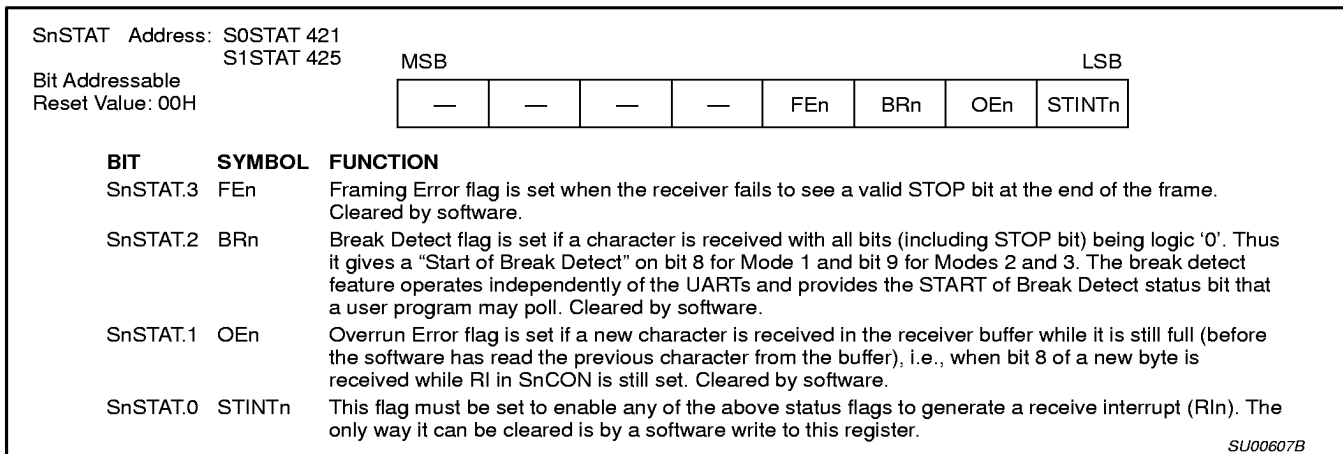 SnSTAT Address: S0STAT 421
S1STAT 425
MSB LSB
Bit Addressable
Reset Value: 00H
— — — — FEn BRn OEn STINTn
BIT SYMBOL FUNCTION
SnSTAT.3 FEn Framing Error flag is set when the receiver fails to see a valid STOP bit at the end of the frame.
Cleared by software.
SnSTAT.2 BRn Break Detect flag is set if a character is received with all bits (including STOP bit) being logic ‘0’. Thus
it gives a “Start of Break Detect” on bit 8 for Mode 1 and bit 9 for Modes 2 and 3. The break detect
feature operates independently of the UARTs and provides the START of Break Detect status bit that
a user program may poll. Cleared by software.
SnSTAT.1 OEn Overrun Error flag is set if a new character is received in the receiver buffer while it is still full (before
the software has read the previous character from the buffer), i.e., when bit 8 of a new byte is
received while RI in SnCON is still set. Cleared by software.
SnSTAT.0 STINTn This flag must be set to enable any of the above status flags to generate a receive interrupt (RIn). The
only way it can be cleared is by a software write to this register.
SU00607B